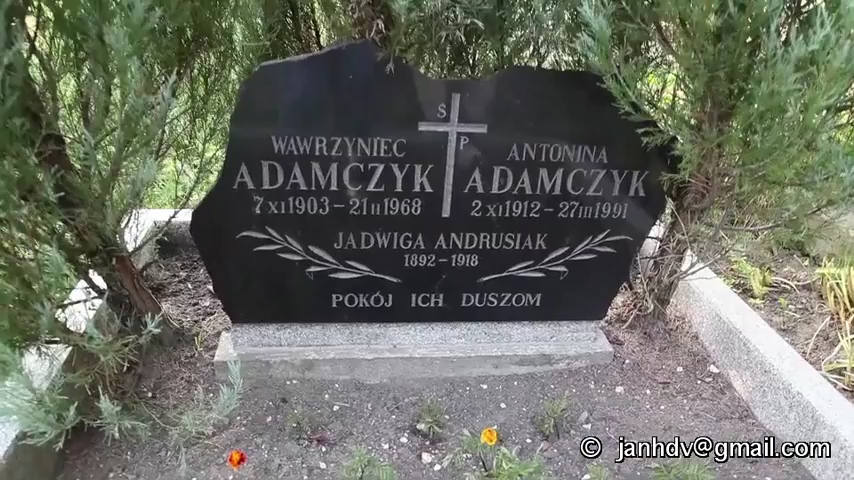 Ś P
WAWRZYNIEC
ADAMCZYK
7 XI 1903 – 21 II 1968
ANTONINA
ADAMCZYK
2 XI 1912 – 27 III 1991
JADWIGA ANDRUSIAK
1892 – 1918
POKÓJ ICH DUSZOM
© janhdv@gmail.com